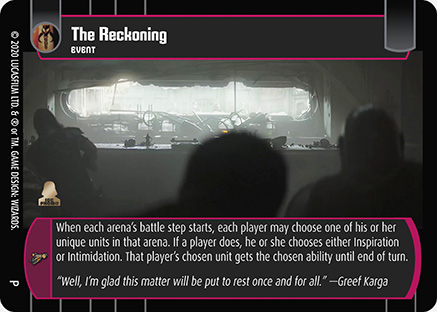 The Reckoning
EVENT
© 2020 LUCASFILM LTD. & ® or TM. GAME DESIGN: WIZARDS.
P
When each arena's battle step starts, each player may choose one of his or her
unique units in that arena. If a player does, he or she chooses either Inspiration
or Intimidation. That player's chosen unit gets the chosen ability until end of turn.
"Well, I'm glad this matter will be put to rest once and for all." —Greef Karga